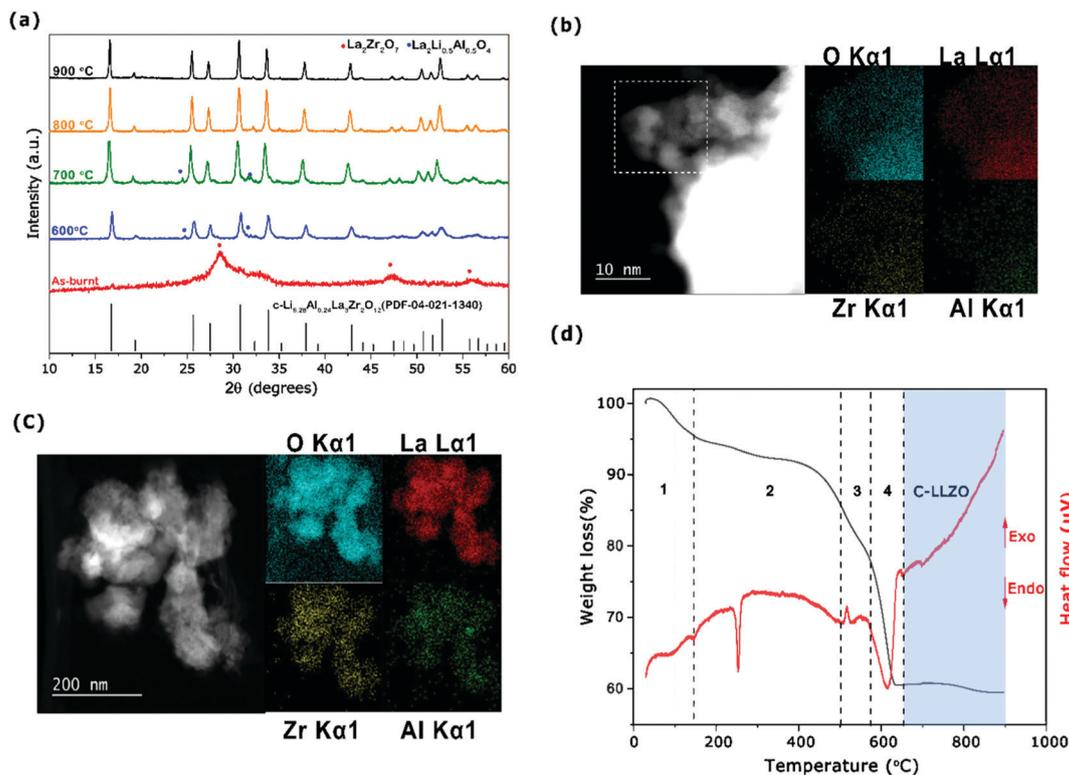 (a)
La₂Zr₂O₇ La₂Li₀.₅Al₀.₅O₄
900 °C
800 °C
700 °C
600°C
As-burnt
c-Li₆.₂₈Al₀.₂₄La₃Zr₂O₁₂(PDF-04-021-1340)
Intensity (a.u.)
10 15 20 25 30 35 40 45 50 55 60
2θ (degrees)
(b)
O Kα1 La Lα1
10 nm
Zr Kα1 Al Kα1
(C)
O Kα1 La Lα1
200 nm
Zr Kα1 Al Kα1
(d)
100
90
80
70
60
Weight loss(%)
1 2 3 4 C-LLZO
Exo
Endo
Heat flow (μV)
0 200 400 600 800 1000
Temperature (°C)